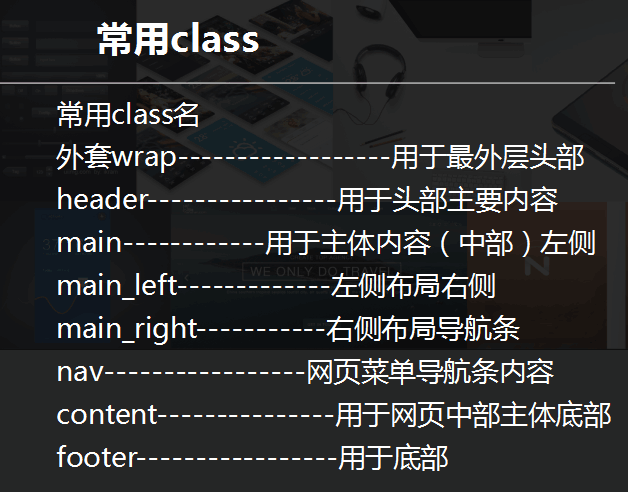 常用class
常用class名
外套wrap------------------用于最外层头部
header----------------用于头部主要内容
main------------用于主体内容（中部）左侧
main_left-------------左侧布局右侧
main_right-----------右侧布局导航条
WE ONLY DO TRAVEL
nav-----------------网页菜单导航条内容
content---------------用于网页中部主体底部
footer-----------------用于底部